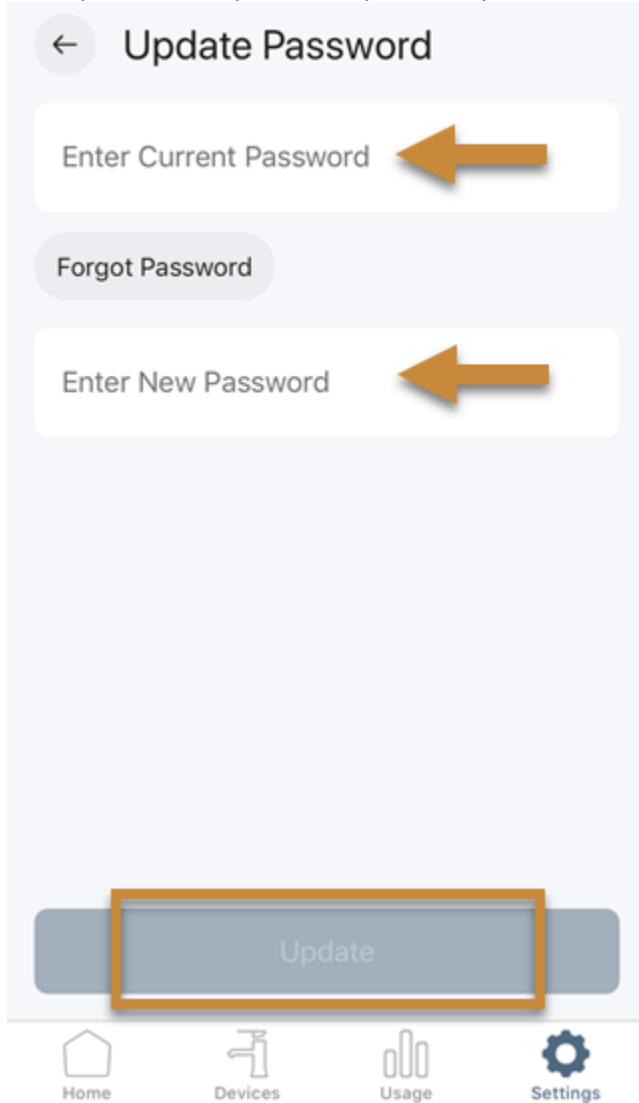 Update Password
Enter Current Password
Forgot Password
Enter New Password
Update
Home Devices Usage Settings